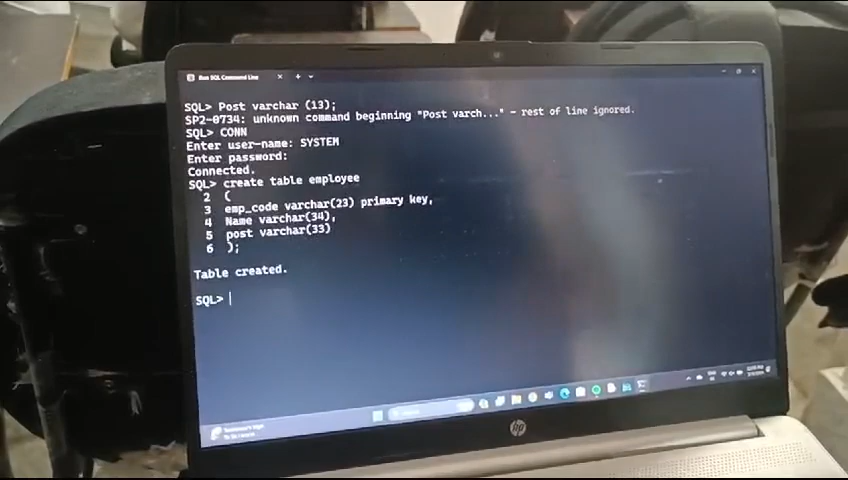 Run SQL Command Line
SQL> Post varchar (13);
SP2-0734: unknown command beginning "Post varch..." - rest of line ignored.
SQL> CONN
Enter user-name: SYSTEM
Enter password:
Connected.
SQL> create table employee
2 (
3 emp_code varchar(23) primary key,
4 Name varchar(34),
5 post varchar(33)
6 );
Table created.
SQL>
hp